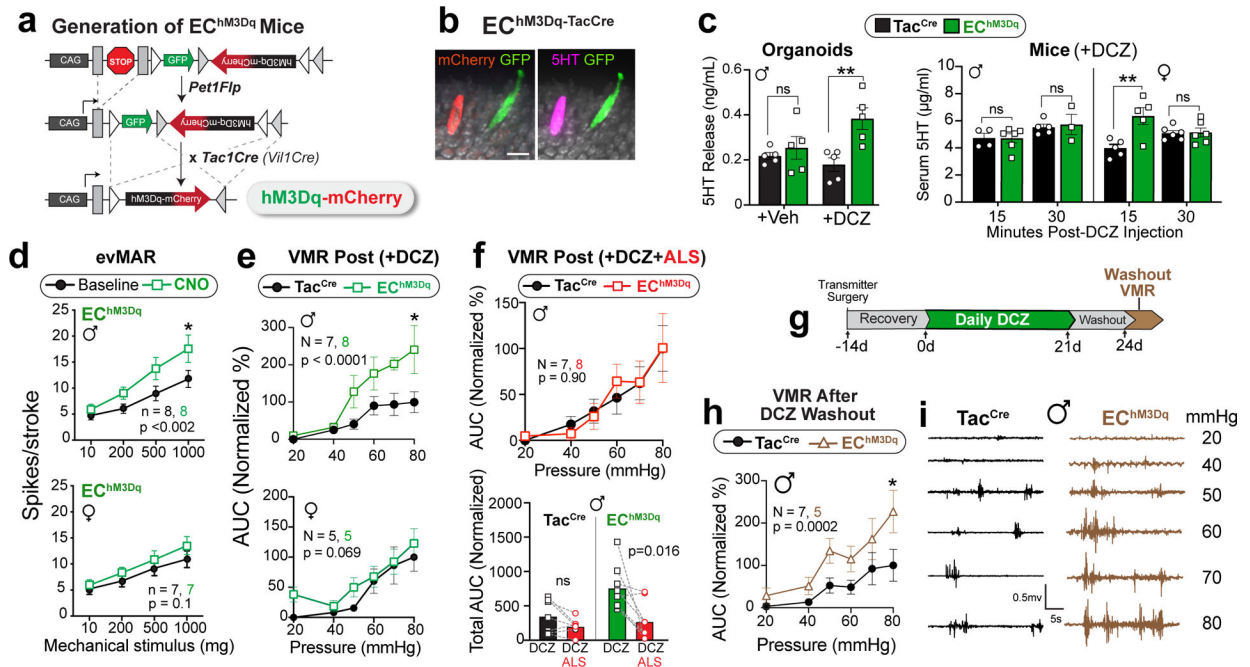 a Generation of EC^hM3Dq Mice
CAG
STOP
GFP
hM3Dq-mCherry
Pet1Flp
CAG
GFP
hM3Dq-mCherry
x Tac1Cre (Vil1Cre)
CAG
hM3Dq-mCherry
hM3Dq-mCherry
b EC^hM3Dq-TacCre
mCherry GFP
5HT GFP
c
Tac^Cre EC^hM3Dq
Organoids
♂
5HT Release (ng/mL)
0.6
0.4
0.2
0
ns
**
+Veh
+DCZ
Mice (+DCZ)
♂
♀
Serum 5HT (µg/ml)
10
8
6
4
2
0
ns
ns
**
ns
15
30
15
30
Minutes Post-DCZ Injection
d evMAR
Baseline CNO
EC^hM3Dq
♂
Spikes/stroke
25
20
15
10
5
0
*
n = 8, 8
p <0.002
10
200
500
1000
EC^hM3Dq
♀
25
20
15
10
5
0
n = 7, 7
p = 0.1
10
200
500
1000
Mechanical stimulus (mg)
e VMR Post (+DCZ)
Tac^Cre EC^hM3Dq
♂
AUC (Normalized %)
300
200
100
0
N = 7, 8
p < 0.0001
*
20
40
60
80
♀
200
100
50
0
N = 5, 5
p = 0.069
20
40
60
80
Pressure (mmHg)
f VMR Post (+DCZ+ALS)
Tac^Cre EC^hM3Dq
♂
AUC (Normalized %)
150
100
50
0
N = 7, 8
p = 0.90
20
40
60
80
Pressure (mmHg)
♂
Total AUC (Normalized)
2000
1500
1000
500
0
Tac^Cre
EC^hM3Dq
ns
p=0.016
DCZ
DCZ
ALS
DCZ
DCZ
ALS
g
Transmitter
Surgery
Washout
VMR
Recovery
Daily DCZ
Washout
-14d
0d
21d
24d
h VMR After
DCZ Washout
Tac^Cre EC^hM3Dq
♂
AUC (Normalized %)
300
200
100
0
N = 7, 5
p = 0.0002
*
20
40
60
80
Pressure (mmHg)
i
Tac^Cre ♂ EC^hM3Dq mmHg
20
40
50
60
70
80
0.5mv
5s